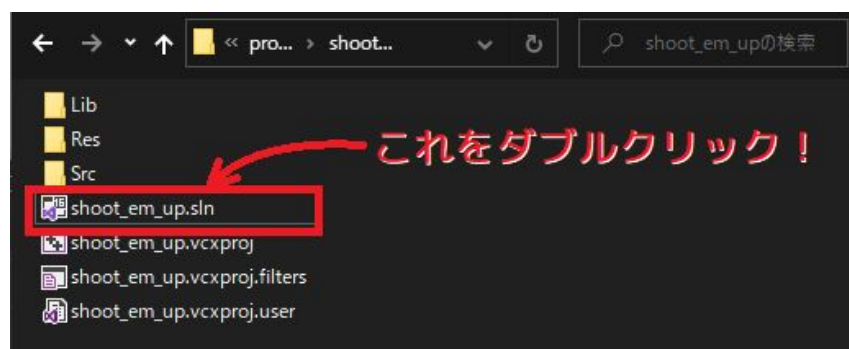 « pro... › shoot...
shoot_em_upの検索
Lib
Res
Src
これをダブルクリック!
shoot_em_up.sln
shoot_em_up.vcxproj
shoot_em_up.vcxproj.filters
shoot_em_up.vcxproj.user